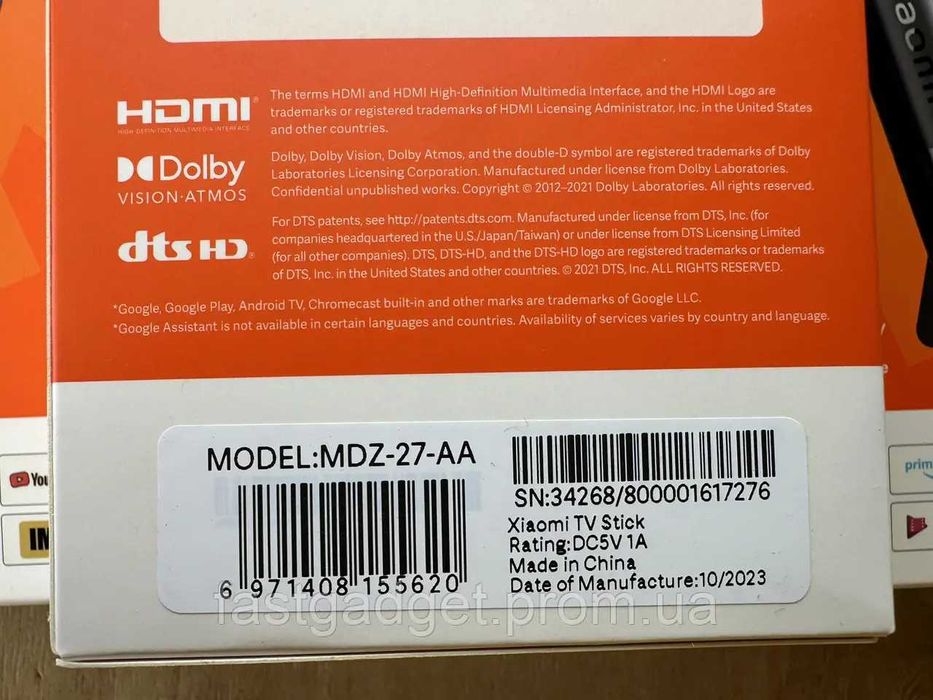 HDMI®
HIGH-DEFINITION MULTIMEDIA INTERFACE
The terms HDMI and HDMI High-Definition Multimedia Interface, and the HDMI Logo are
trademarks or registered trademarks of HDMI Licensing Administrator, Inc. in the United States
and other countries.
Dolby
VISION·ATMOS
Dolby, Dolby Vision, Dolby Atmos, and the double-D symbol are registered trademarks of Dolby
Laboratories Licensing Corporation. Manufactured under license from Dolby Laboratories.
Confidential unpublished works. Copyright © 2012–2021 Dolby Laboratories. All rights reserved.
dts HD®
For DTS patents, see http://patents.dts.com. Manufactured under license from DTS, Inc. (for
companies headquartered in the U.S./Japan/Taiwan) or under license from DTS Licensing Limited
(for all other companies). DTS, DTS-HD, and the DTS-HD logo are registered trademarks or trademarks
of DTS, Inc. in the United States and other countries. © 2021 DTS, Inc. ALL RIGHTS RESERVED.
*Google, Google Play, Android TV, Chromecast built-in and other marks are trademarks of Google LLC.
*Google Assistant is not available in certain languages and countries. Availability of services varies by country and language.
MODEL:MDZ-27-AA
6 971408 155620
SN:34268/800001617276
Xiaomi TV Stick
Rating:DC5V 1A
Made in China
Date of Manufacture:10/2023
fastgadget.prom.ua
You
IM
prim
aomi